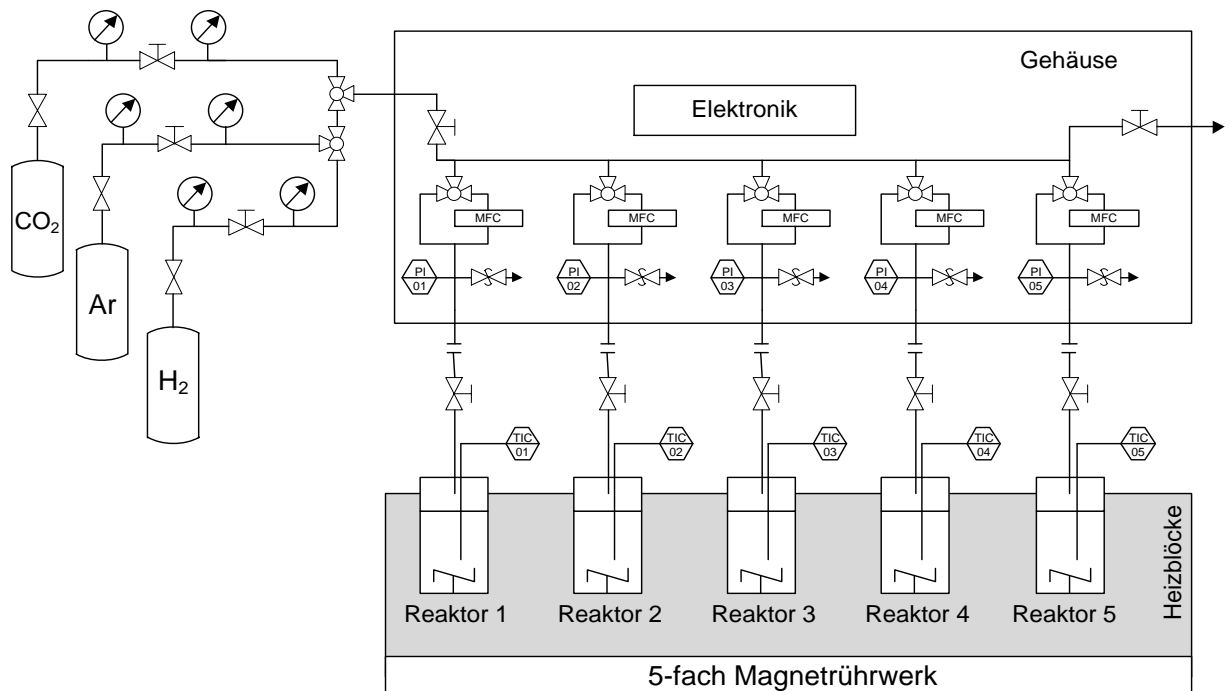 Gehäuse
Elektronik
CO₂
Ar
H₂
MFC
MFC
MFC
MFC
MFC
PI
01
PI
02
PI
03
PI
04
PI
05
TIC
01
TIC
02
TIC
03
TIC
04
TIC
05
Reaktor 1
Reaktor 2
Reaktor 3
Reaktor 4
Reaktor 5
Heizblöcke
5-fach Magnetrührwerk